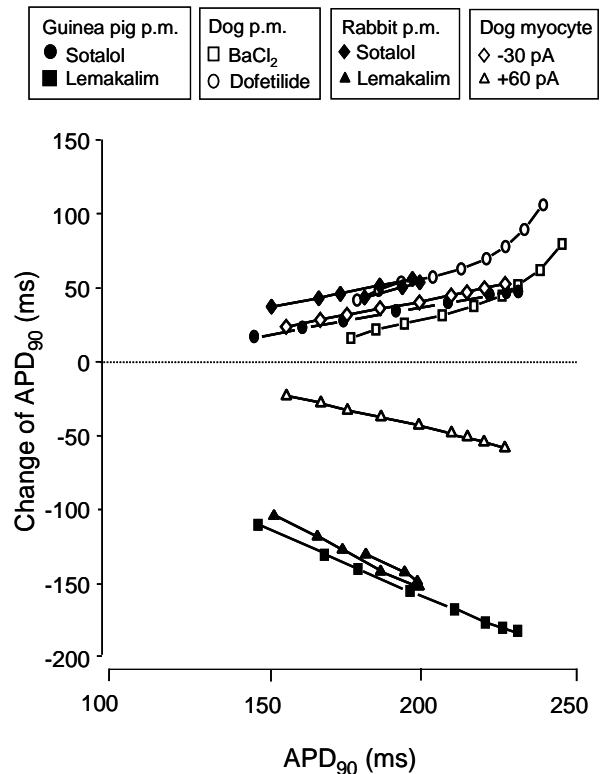 Guinea pig p.m.
Sotalol
Lemakalim
Dog p.m.
BaCl2
Dofetilide
Rabbit p.m.
Sotalol
Lemakalim
Dog myocyte
-30 pA
+60 pA
150
100
50
0
-50
-100
-150
-200
Change of APD90 (ms)
100 150 200 250
APD90 (ms)